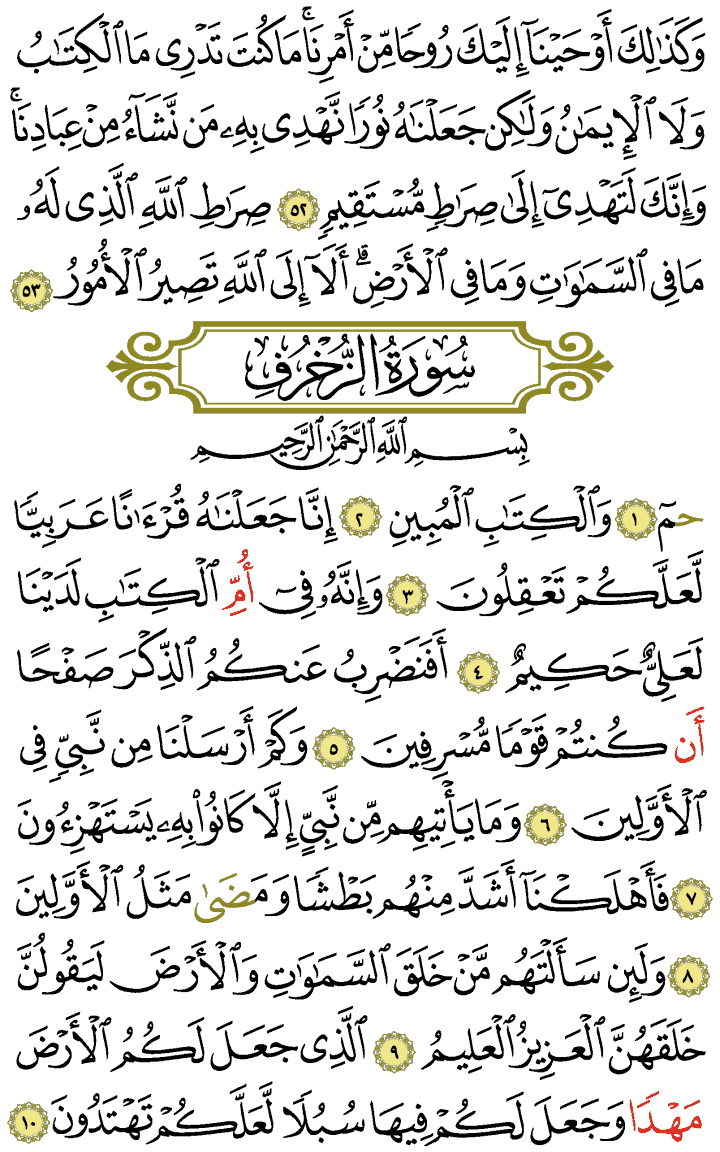 وَكَذَٰلِكَ أَوْحَيْنَآ إِلَيْكَ رُوحًا مِّنْ أَمْرِنَا ۚ مَا كُنتَ تَدْرِى مَا ٱلْكِتَٰبُ
وَلَا ٱلْإِيمَٰنُ وَلَٰكِن جَعَلْنَٰهُ نُورًا نَّهْدِى بِهِۦ مَن نَّشَآءُ مِنْ عِبَادِنَا ۚ
وَإِنَّكَ لَتَهْدِىٓ إِلَىٰ صِرَٰطٍ مُّسْتَقِيمٍ ٥٢ صِرَٰطِ ٱللَّهِ ٱلَّذِى لَهُۥ
مَا فِى ٱلسَّمَٰوَٰتِ وَمَا فِى ٱلْأَرْضِ ۗ أَلَآ إِلَى ٱللَّهِ تَصِيرُ ٱلْأُمُورُ ٥٣
سُورَةُ الزُّخْرُفِ
بِسْمِ ٱللَّهِ ٱلرَّحْمَٰنِ ٱلرَّحِيمِ
حمٓ ١ وَٱلْكِتَٰبِ ٱلْمُبِينِ ٢ إِنَّا جَعَلْنَٰهُ قُرْءَٰنًا عَرَبِيًّا
لَّعَلَّكُمْ تَعْقِلُونَ ٣ وَإِنَّهُۥ فِىٓ أُمِّ ٱلْكِتَٰبِ لَدَيْنَا
لَعَلِىٌّ حَكِيمٌ ٤ أَفَنَضْرِبُ عَنكُمُ ٱلذِّكْرَ صَفْحًا
أَن كُنتُمْ قَوْمًا مُّسْرِفِينَ ٥ وَكَمْ أَرْسَلْنَا مِن نَّبِىٍّ فِى
ٱلْأَوَّلِينَ ٦ وَمَا يَأْتِيهِم مِّن نَّبِىٍّ إِلَّا كَانُوا۟ بِهِۦ يَسْتَهْزِءُونَ
٧ فَأَهْلَكْنَآ أَشَدَّ مِنْهُم بَطْشًا وَمَضَىٰ مَثَلُ ٱلْأَوَّلِينَ
٨ وَلَئِن سَأَلْتَهُم مَّنْ خَلَقَ ٱلسَّمَٰوَٰتِ وَٱلْأَرْضَ لَيَقُولُنَّ
خَلَقَهُنَّ ٱلْعَزِيزُ ٱلْعَلِيمُ ٩ ٱلَّذِى جَعَلَ لَكُمُ ٱلْأَرْضَ
مَهْدًا وَجَعَلَ لَكُمْ فِيهَا سُبُلًا لَّعَلَّكُمْ تَهْتَدُونَ ١٠